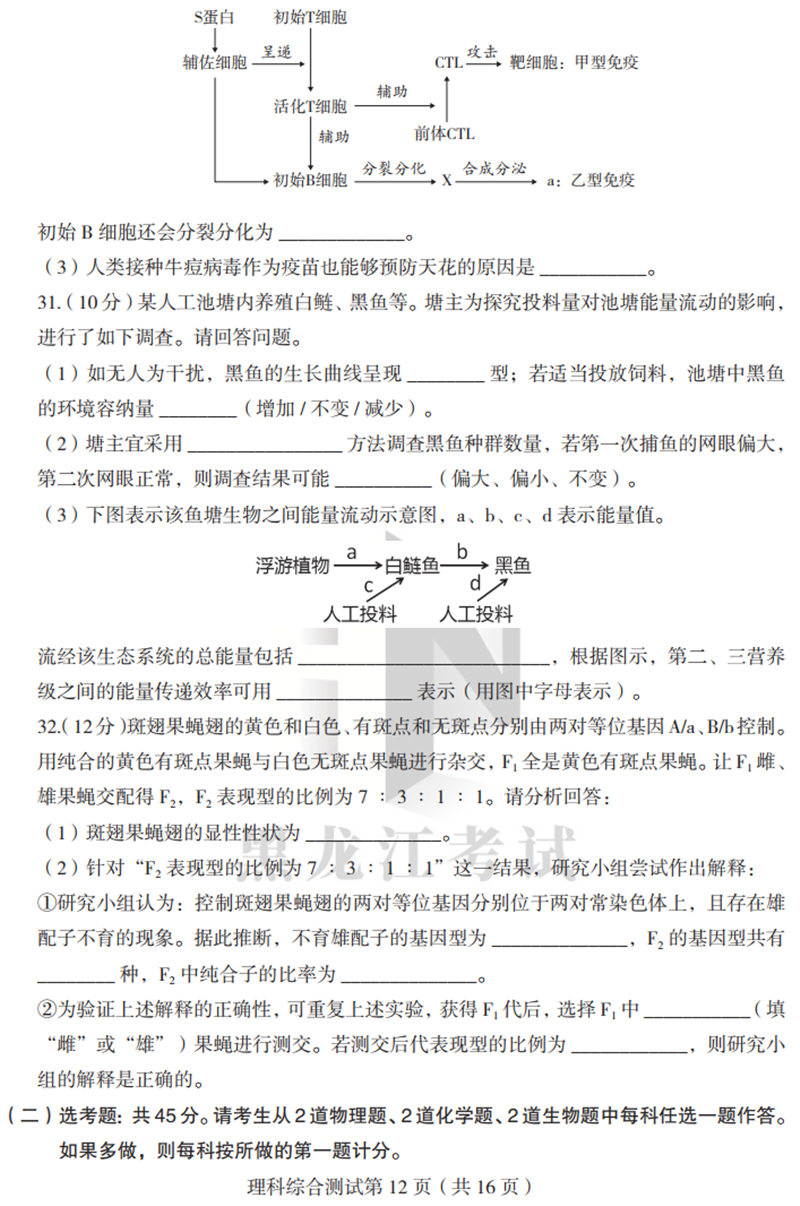 S蛋白 初始T细胞
辅佐细胞 呈递 CTL 攻击 靶细胞：甲型免疫
活化T细胞 辅助
辅助 前体CTL
初始B细胞 分裂分化 X 合成分泌 a：乙型免疫
初始 B 细胞还会分裂分化为 _____________。
（3）人类接种牛痘病毒作为疫苗也能够预防天花的原因是 ___________。
31.（10 分）某人工池塘内养殖白鲢、黑鱼等。塘主为探究投料量对池塘能量流动的影响，
进行了如下调查。请回答问题。
（1）如无人为干扰，黑鱼的生长曲线呈现 ________ 型；若适当投放饲料，池塘中黑鱼
的环境容纳量 ________（增加 / 不变 / 减少）。
（2）塘主宜采用 ________________ 方法调查黑鱼种群数量，若第一次捕鱼的网眼偏大，
第二次网眼正常，则调查结果可能 __________（偏大、偏小、不变）。
（3）下图表示该鱼塘生物之间能量流动示意图，a、b、c、d 表示能量值。
浮游植物 a 白鲢鱼 b 黑鱼
c d
人工投料 人工投料
流经该生态系统的总能量包括 __________________________，根据图示，第二、三营养
级之间的能量传递效率可用 ______________ 表示（用图中字母表示）。
32.（12分）斑翅果蝇翅的黄色和白色、有斑点和无斑点分别由两对等位基因 A/a、B/b控制。
用纯合的黄色有斑点果蝇与白色无斑点果蝇进行杂交，F₁ 全是黄色有斑点果蝇。让 F₁ 雌、
雄果蝇交配得 F₂，F₂ 表现型的比例为 7 ∶ 3 ∶ 1 ∶ 1。请分析回答：
（1）斑翅果蝇翅的显性性状为 ______________。
（2）针对“F₂ 表现型的比例为 7 ∶ 3 ∶ 1 ∶ 1”这一结果，研究小组尝试作出解释：
①研究小组认为：控制斑翅果蝇翅的两对等位基因分别位于两对常染色体上，且存在雄
配子不育的现象。据此推断，不育雄配子的基因型为 ______________，F₂ 的基因型共有
________ 种，F₂ 中纯合子的比率为 ______________。
②为验证上述解释的正确性，可重复上述实验，获得 F₁ 代后，选择 F₁ 中 ___________（填
“雌”或“雄”）果蝇进行测交。若测交后代表现型的比例为 ____________，则研究小
组的解释是正确的。
（二）选考题：共 45 分。请考生从 2 道物理题、2 道化学题、2 道生物题中每科任选一题作答。
如果多做，则每科按所做的第一题计分。
理科综合测试第 12 页（共 16 页）
黑龙江考试